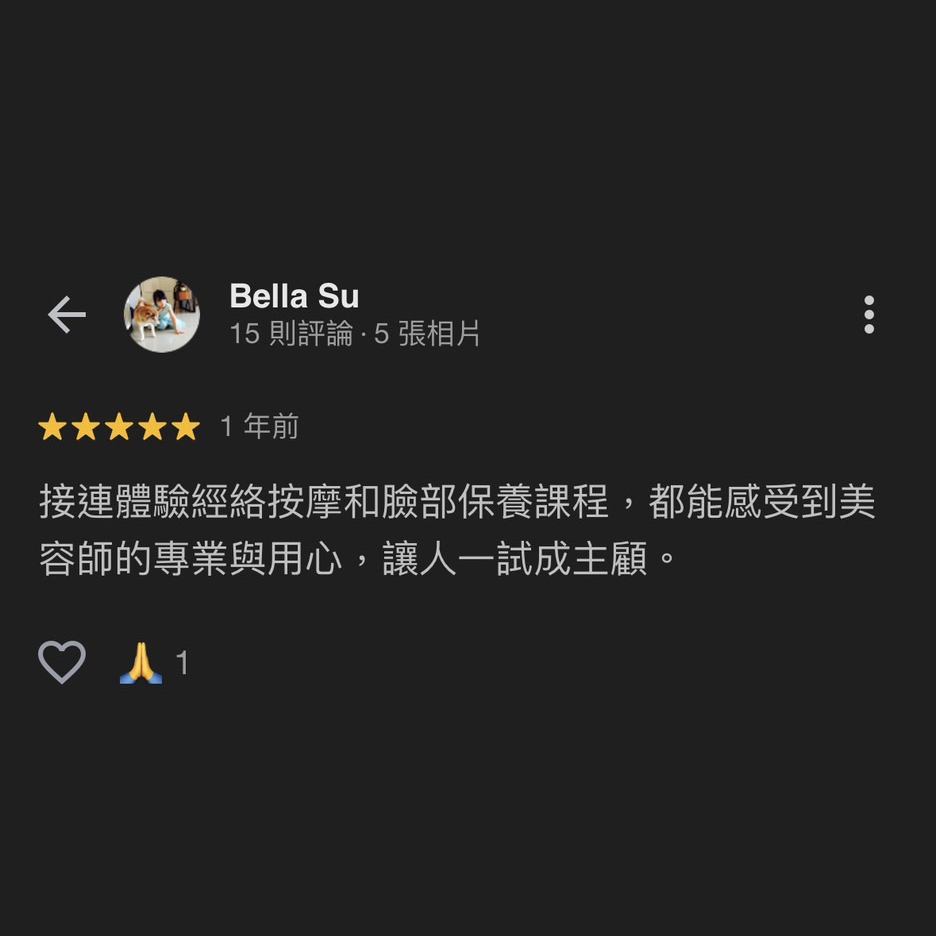 Bella Su
15 則評論 · 5 張相片
1 年前
接連體驗經絡按摩和臉部保養課程，都能感受到美
容師的專業與用心，讓人一試成主顧。
1